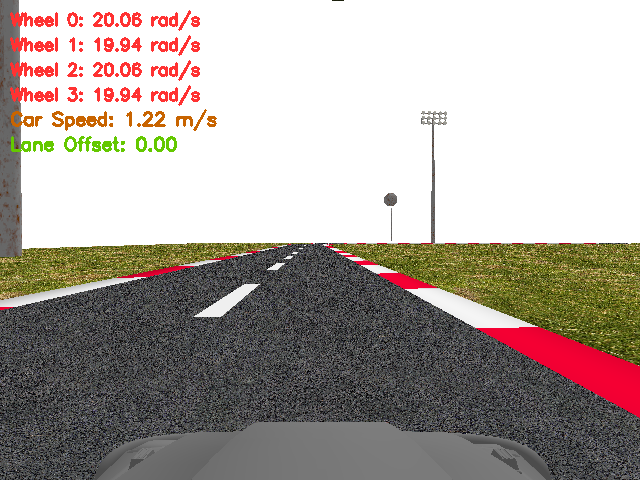 Wheel 0: 20.06 rad/s
Wheel 1: 19.94 rad/s
Wheel 2: 20.06 rad/s
Wheel 3: 19.94 rad/s
Car Speed: 1.22 m/s
Lane Offset: 0.00